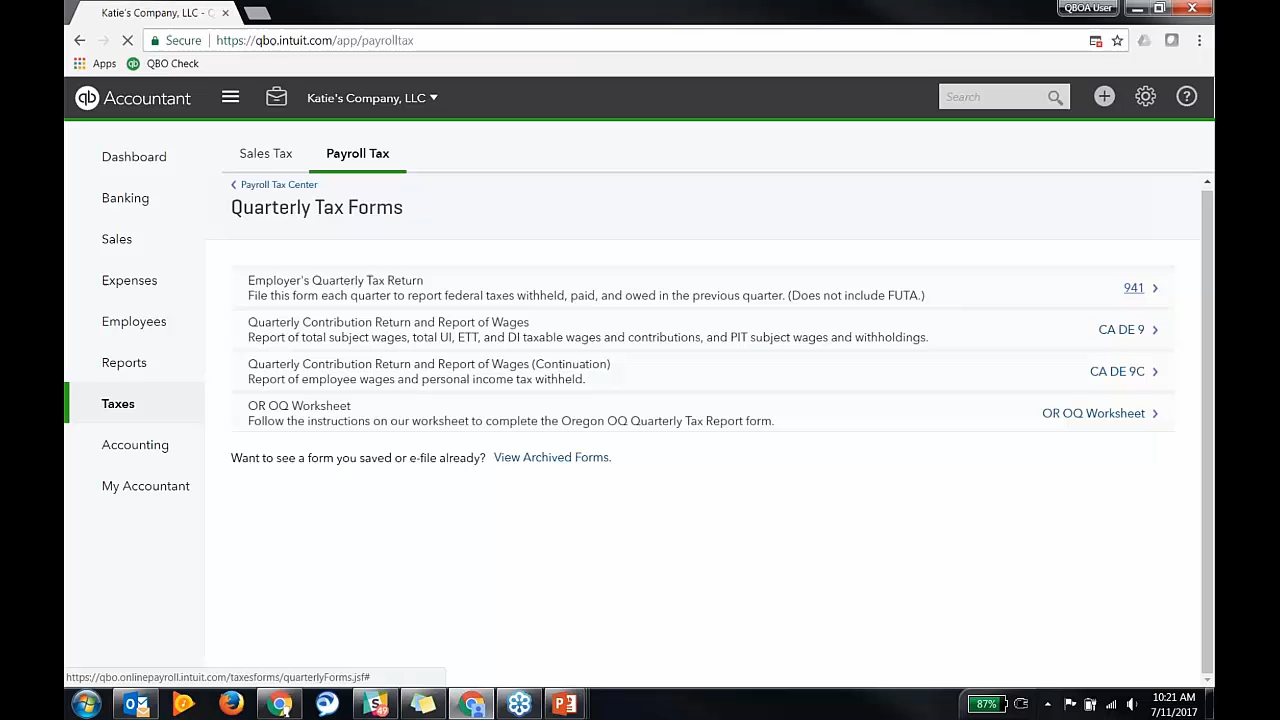 Katie's Company, LLC - Q
QBOA User
Secure
https://qbo.intuit.com/app/payrolltax
Apps
QBO Check
qb Accountant
Katie's Company, LLC
Search
Dashboard
Banking
Sales
Expenses
Employees
Reports
Taxes
Accounting
My Accountant
Sales Tax
Payroll Tax
Payroll Tax Center
Quarterly Tax Forms
Employer's Quarterly Tax Return
File this form each quarter to report federal taxes withheld, paid, and owed in the previous quarter. (Does not include FUTA.)
941
Quarterly Contribution Return and Report of Wages
Report of total subject wages, total UI, ETT, and DI taxable wages and contributions, and PIT subject wages and withholdings.
CA DE 9
Quarterly Contribution Return and Report of Wages (Continuation)
Report of employee wages and personal income tax withheld.
CA DE 9C
OR OQ Worksheet
Follow the instructions on our worksheet to complete the Oregon OQ Quarterly Tax Report form.
OR OQ Worksheet
Want to see a form you saved or e-file already? View Archived Forms.
https://qbo.onlinepayroll.intuit.com/taxesforms/quarterlyForms.jsf#
49
87%
10:21 AM
7/11/2017